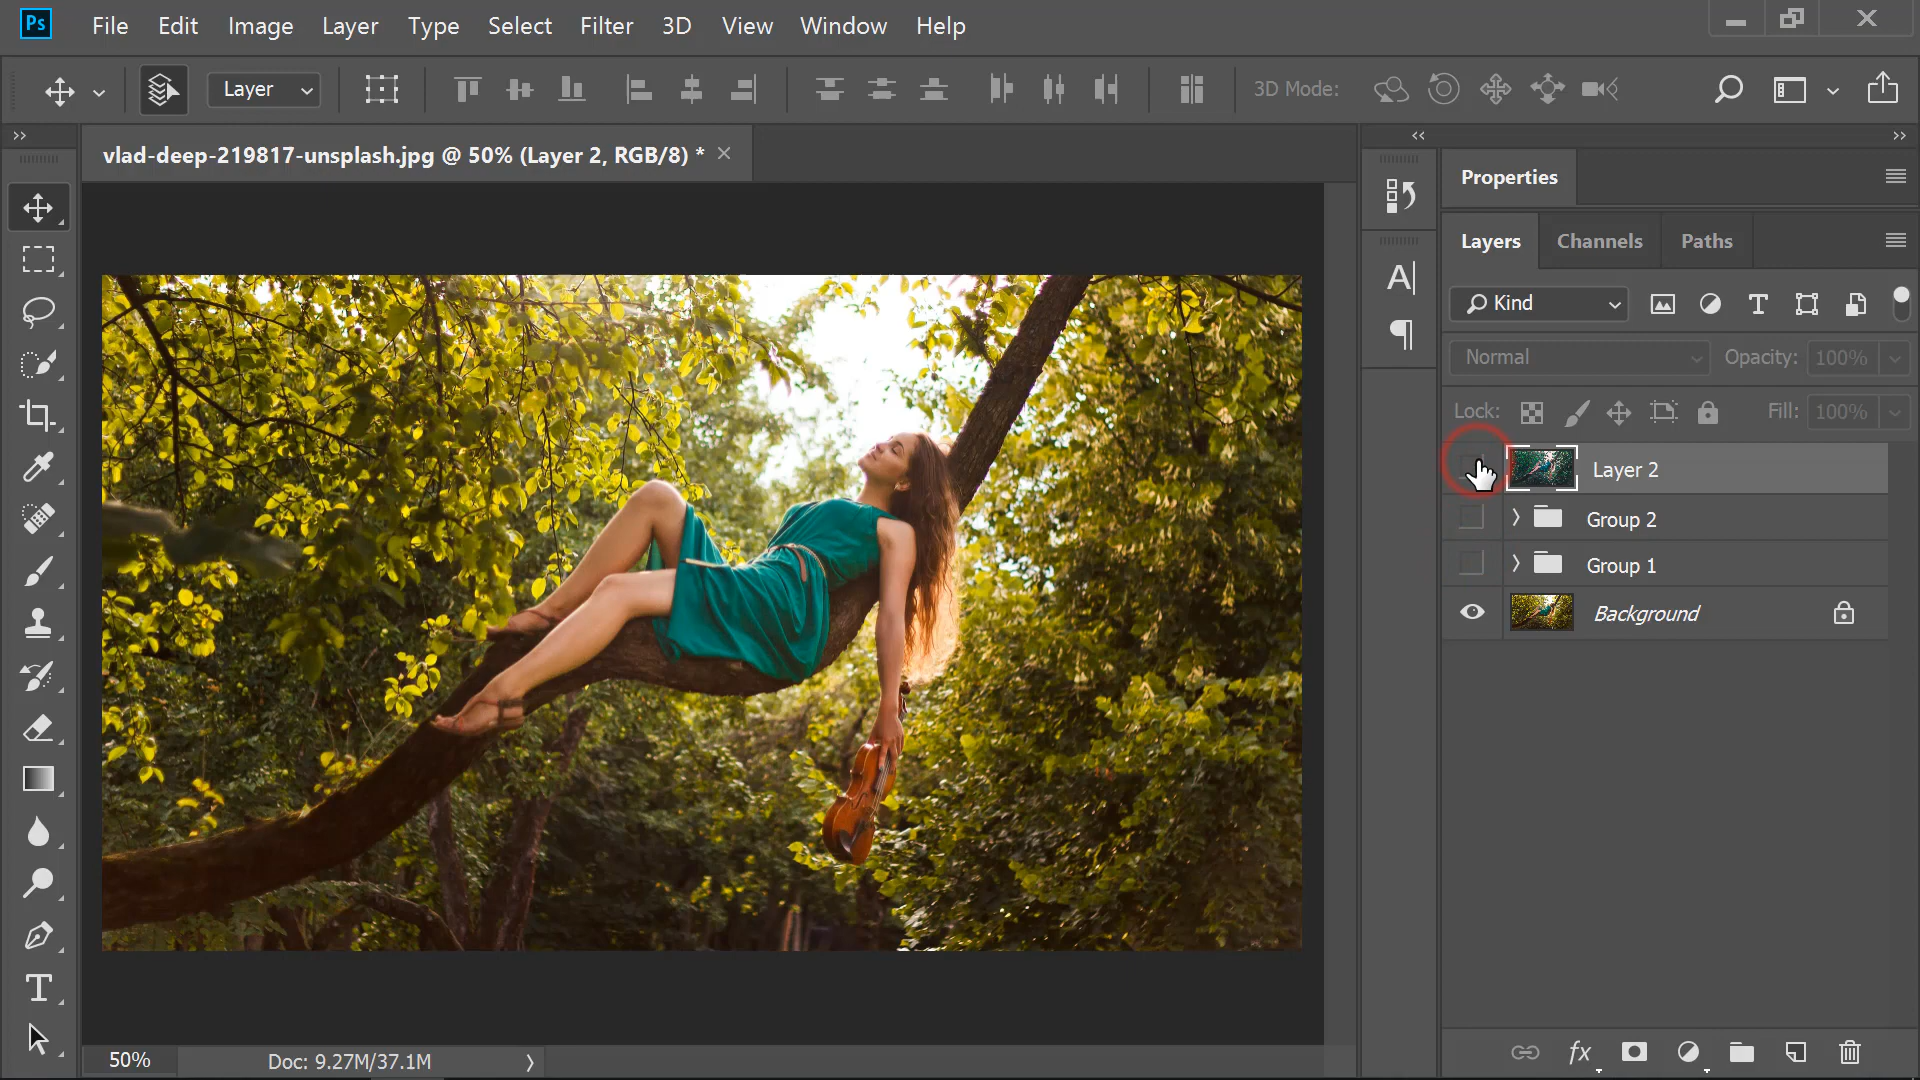 Ps File Edit Image Layer Type Select Filter 3D View Window Help
Layer 3D Mode:
vlad-deep-219817-unsplash.jpg @ 50% (Layer 2, RGB/8) *
Properties
Layers Channels Paths
Kind
Normal Opacity: 100%
Lock: Fill: 100%
Layer 2
Group 2
Group 1
Background
50% Doc: 9.27M/37.1M
fx